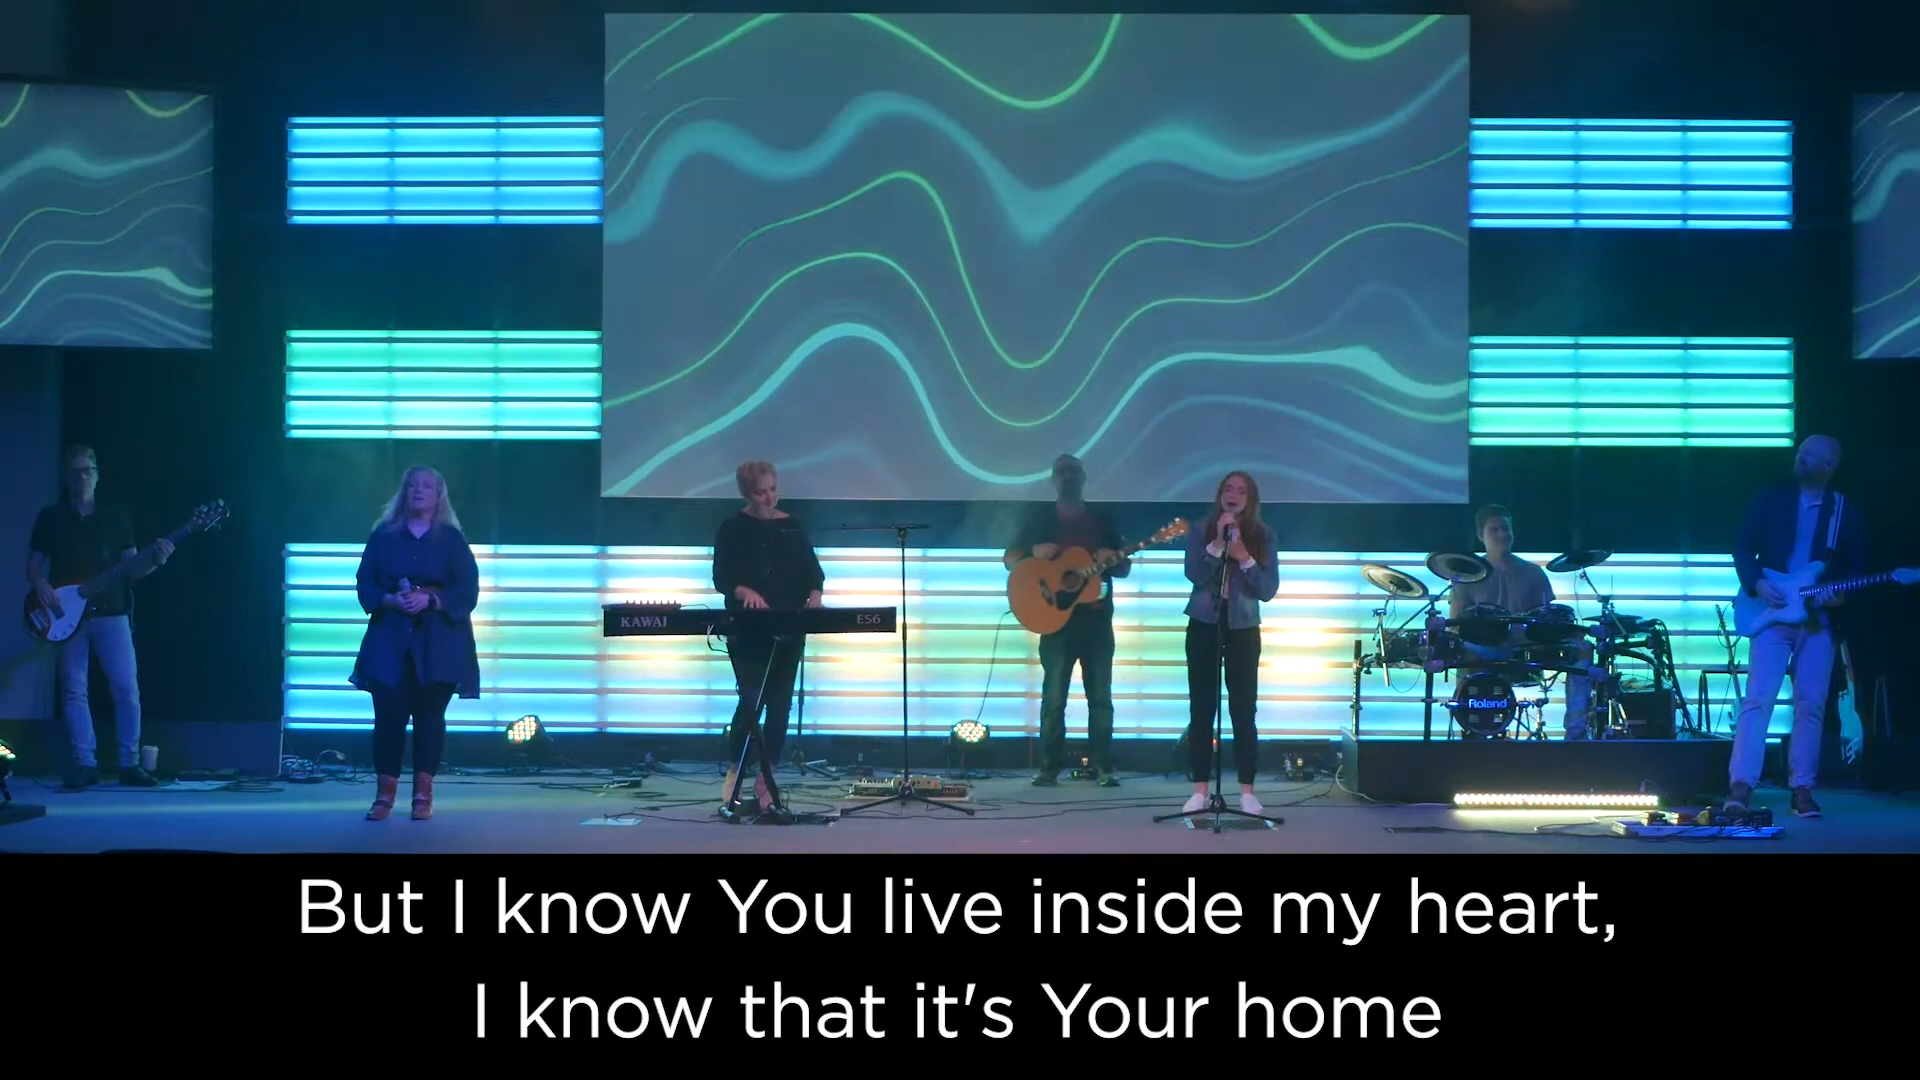 KAWAI
ES6
Roland
But I know You live inside my heart,
I know that it's Your home